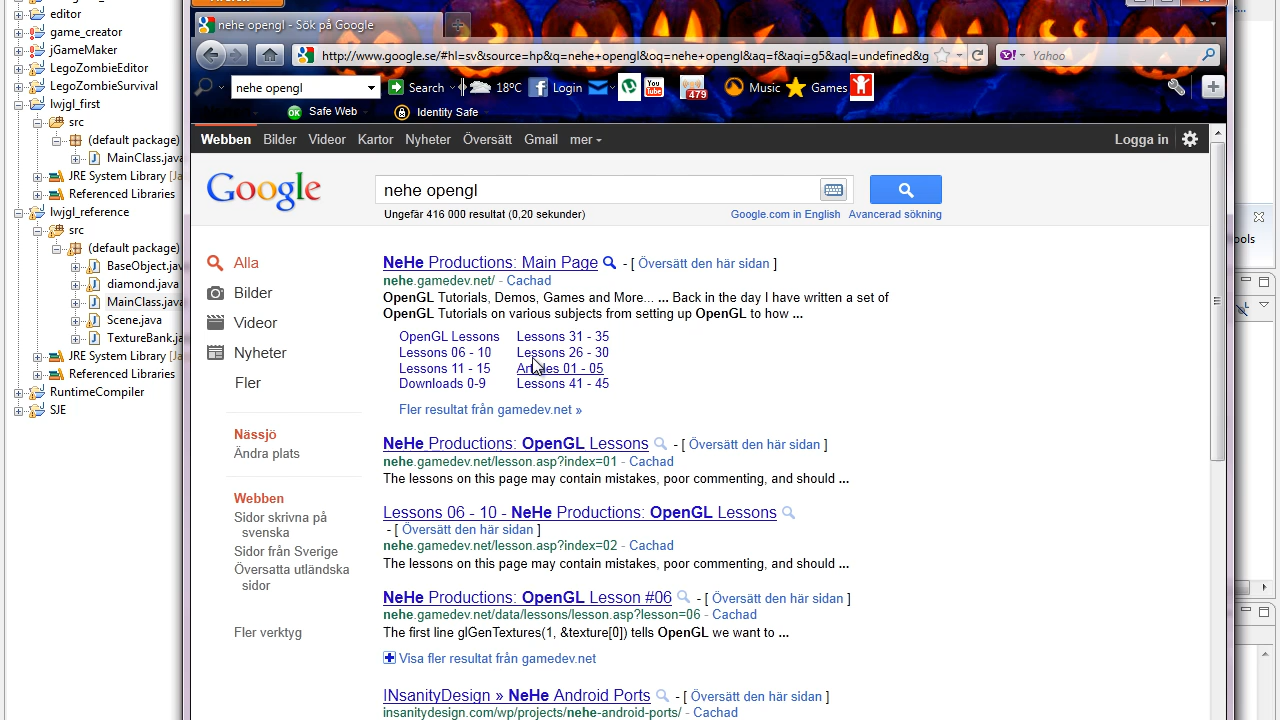 editor
game_creator
jGameMaker
LegoZombieEditor
LegoZombieSurvival
lwjgl_first
src
(default package)
MainClass.java
JRE System Library [Ja
Referenced Libraries
lwjgl_reference
src
(default package)
BaseObject.jav
diamond.java
MainClass.java
Scene.java
TextureBank.ja
JRE System Library [Ja
Referenced Libraries
RuntimeCompiler
SJE
nehe opengl - Sök på Google
http://www.google.se/#hl=sv&source=hp&q=nehe+opengl&oq=nehe+opengl&aq=f&aqi=g5&aql=undefined&g
Yahoo
nehe opengl
Search
18°C
Login
You Tube
479
Music
Games
OK
Safe Web
Identity Safe
Webben Bilder Videor Kartor Nyheter Översätt Gmail mer
Logga in
Google
nehe opengl
Ungefär 416 000 resultat (0,20 sekunder)
Google.com in English Avancerad sökning
Alla
Bilder
Videor
Nyheter
Fler
Nässjö
Ändra plats
Webben
Sidor skrivna på
svenska
Sidor från Sverige
Översatta utländska
sidor
Fler verktyg
NeHe Productions: Main Page - [ Översätt den här sidan ]
nehe.gamedev.net/ - Cachad
OpenGL Tutorials, Demos, Games and More... ... Back in the day I have written a set of
OpenGL Tutorials on various subjects from setting up OpenGL to how ...
OpenGL Lessons Lessons 31 - 35
Lessons 06 - 10 Lessons 26 - 30
Lessons 11 - 15 Articles 01 - 05
Downloads 0-9 Lessons 41 - 45
Fler resultat från gamedev.net »
NeHe Productions: OpenGL Lessons - [ Översätt den här sidan ]
nehe.gamedev.net/lesson.asp?index=01 - Cachad
The lessons on this page may contain mistakes, poor commenting, and should ...
Lessons 06 - 10 - NeHe Productions: OpenGL Lessons
- [ Översätt den här sidan ]
nehe.gamedev.net/lesson.asp?index=02 - Cachad
The lessons on this page may contain mistakes, poor commenting, and should ...
NeHe Productions: OpenGL Lesson #06 - [ Översätt den här sidan ]
nehe.gamedev.net/data/lessons/lesson.asp?lesson=06 - Cachad
The first line glGenTextures(1, &texture[0]) tells OpenGL we want to ...
Visa fler resultat från gamedev.net
INsanityDesign » NeHe Android Ports - [ Översätt den här sidan ]
insanitydesign.com/wp/projects/nehe-android-ports/ - Cachad
ools